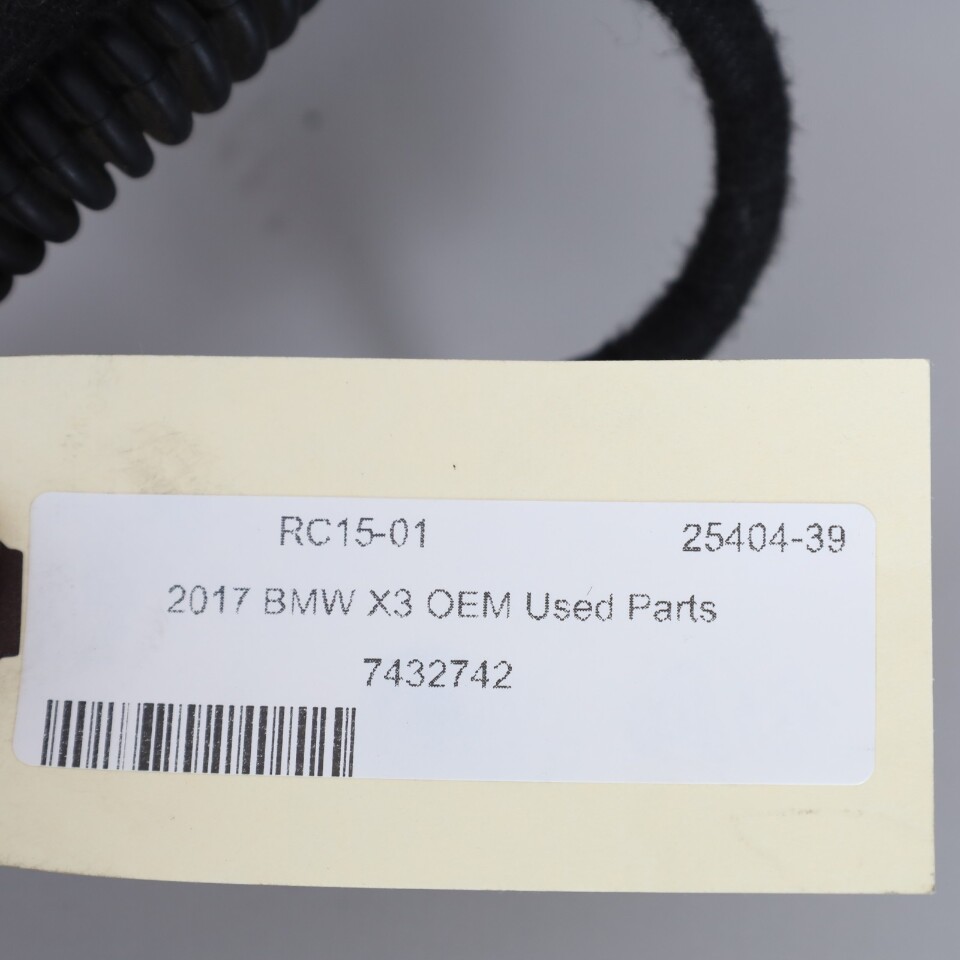 RC15-01 25404-39
2017 BMW X3 OEM Used Parts
7432742